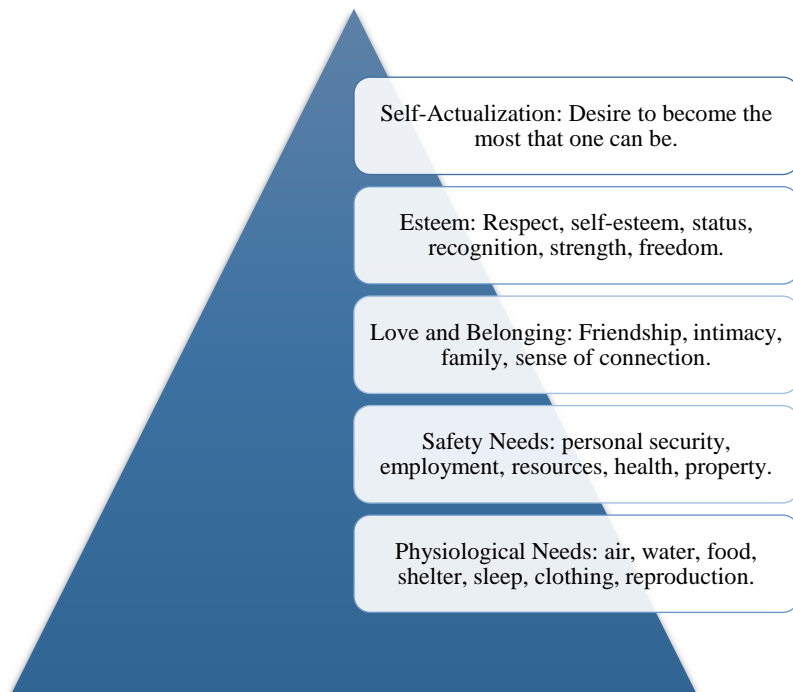 Self-Actualization: Desire to become the
most that one can be.
Esteem: Respect, self-esteem, status,
recognition, strength, freedom.
Love and Belonging: Friendship, intimacy,
family, sense of connection.
Safety Needs: personal security,
employment, resources, health, property.
Physiological Needs: air, water, food,
shelter, sleep, clothing, reproduction.